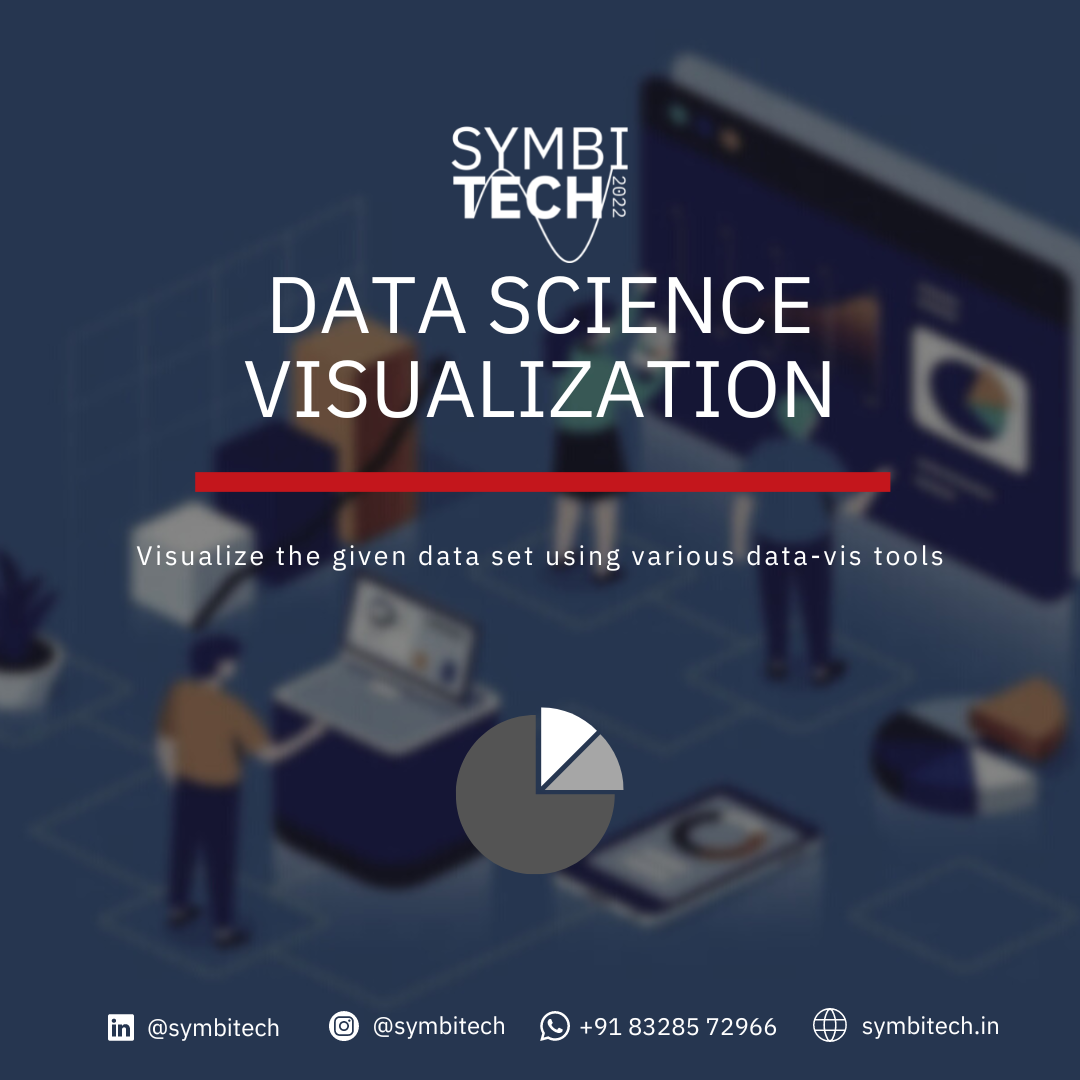 SYMBI
TECH 2022
DATA SCIENCE
VISUALIZATION
Visualize the given data set using various data-vis tools
in @symbitech @symbitech +91 83285 72966 symbitech.in